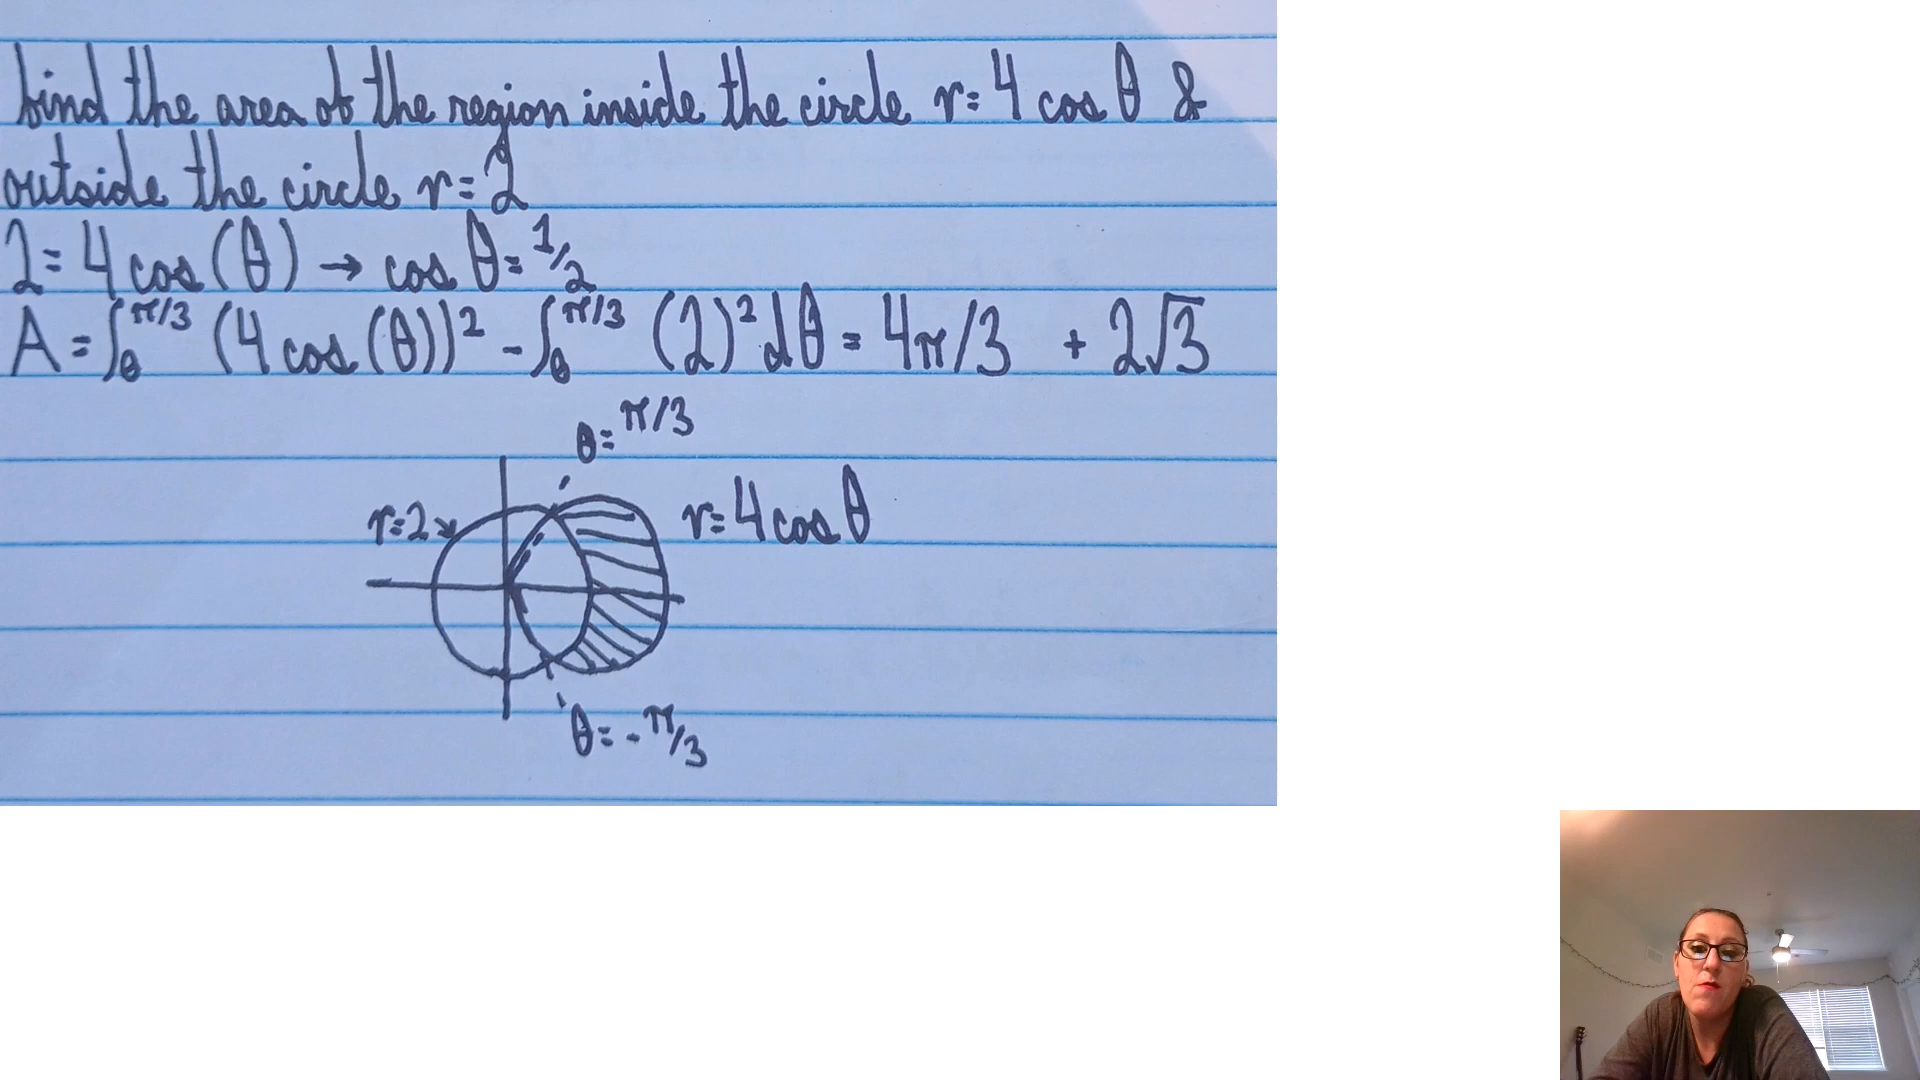 find the area of the region inside the circle r=4 cos θ &
outside the circle r=2
2=4 cos(θ) → cos θ=1/2
A=∫θ^π/3 (4 cos(θ))² - ∫θ^π/3 (2)² dθ = 4π/3 + 2√3
θ=π/3
r=2
r=4 cos θ
θ=-π/3